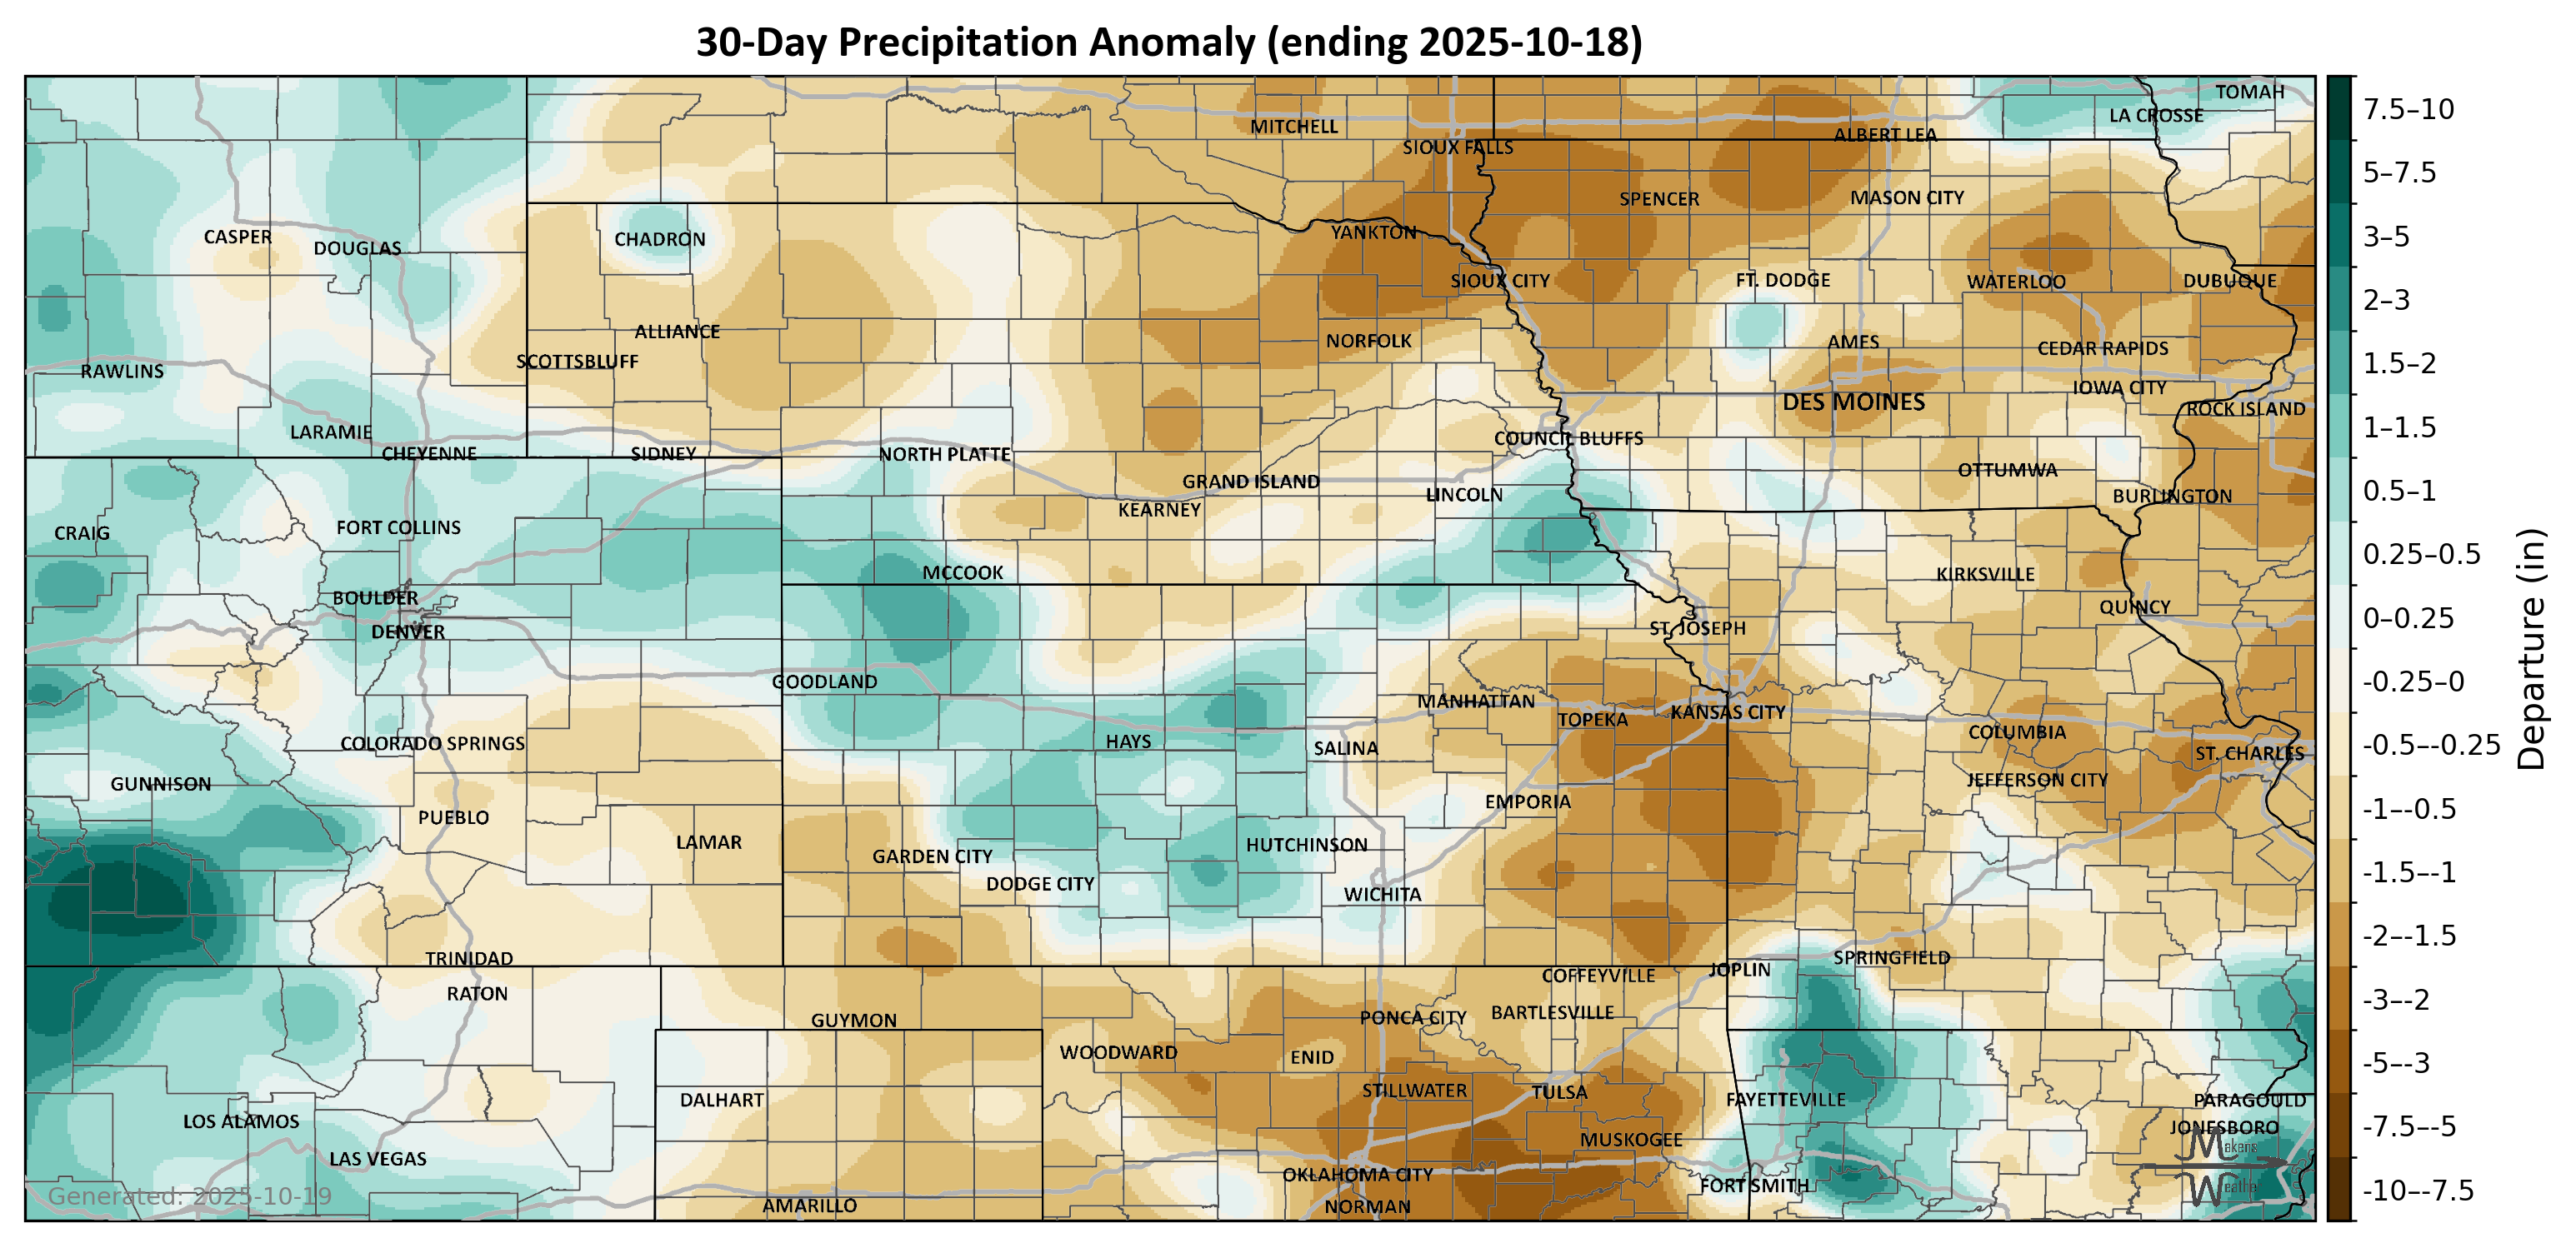 30-Day Precipitation Anomaly (ending 2025-10-18)
TOMAH
LA CROSSE
MITCHELL
ALBERT LEA
SIOUX FALLS
SPENCER
MASON CITY
YANKTON
CASPER
CHADRON
DOUGLAS
SIOUX CITY
FT. DODGE
WATERLOO
DUBUQUE
ALLIANCE
NORFOLK
AMES
CEDAR RAPIDS
SCOTTSBLUFF
RAWLINS
IOWA CITY
DES MOINES
ROCK ISLAND
LARAMIE
COUNCIL BLUFFS
CHEYENNE
SIDNEY
NORTH PLATTE
OTTUMWA
GRAND ISLAND
LINCOLN
BURLINGTON
KEARNEY
CRAIG
FORT COLLINS
MCCOOK
KIRKSVILLE
BOULDER
QUINCY
DENVER
ST. JOSEPH
GOODLAND
MANHATTAN
TOPEKA
KANSAS CITY
COLUMBIA
COLORADO SPRINGS
HAYS
SALINA
ST. CHARLES
GUNNISON
JEFFERSON CITY
EMPORIA
PUEBLO
LAMAR
HUTCHINSON
GARDEN CITY
DODGE CITY
WICHITA
TRINIDAD
SPRINGFIELD
JOPLIN
COFFEYVILLE
RATON
BARTLESVILLE
PONCA CITY
GUYMON
WOODWARD
ENID
STILLWATER
TULSA
DALHART
FAYETTEVILLE
PARAGOULD
LOS ALAMOS
JONESBORO
MUSKOGEE
LAS VEGAS
OKLAHOMA CITY
FORT SMITH
AMARILLO
NORMAN
Generated: 2025-10-19
Makens
Weather
7.5–10
5–7.5
3–5
2–3
1.5–2
1–1.5
0.5–1
0.25–0.5
0–0.25
-0.25–0
-0.5–-0.25
-1–-0.5
-1.5–-1
-2–-1.5
-3–-2
-5–-3
-7.5–-5
-10–-7.5
Departure (in)